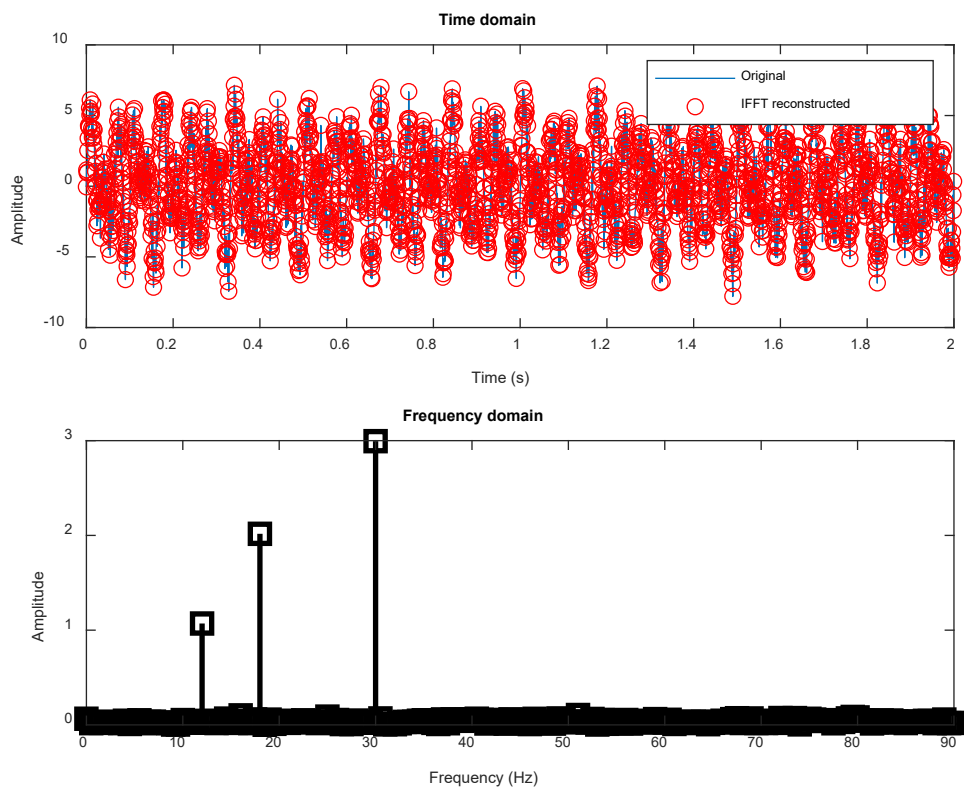 Time domain
10
5
0
-5
-10
Amplitude
Original
IFFT reconstructed
0 0.2 0.4 0.6 0.8 1 1.2 1.4 1.6 1.8 2
Time (s)
Frequency domain
3
2
1
0
Amplitude
0 10 20 30 40 50 60 70 80 90
Frequency (Hz)